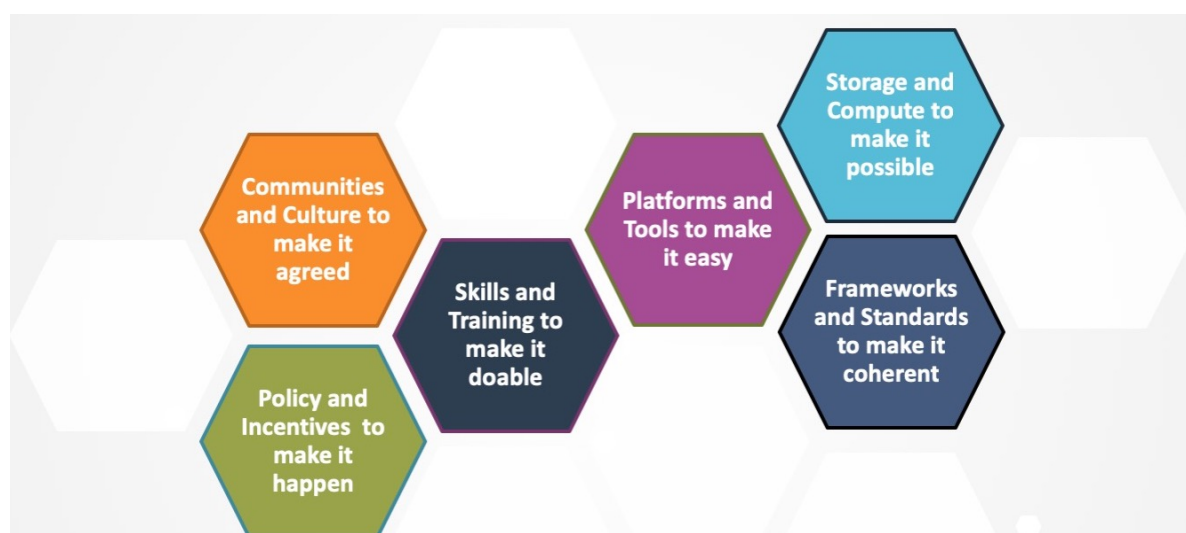 Communities
and Culture to
make it
agreed
Policy and
Incentives to
make it
happen
Skills and
Training to
make it
doable
Platforms and
Tools to make
it easy
Storage and
Compute to
make it
possible
Frameworks
and Standards
to make it
coherent